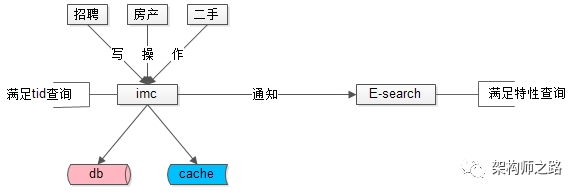 招聘
房产
二手
写 操 作
满足tid查询
imc
通知
E-search
满足特性查询
db
cache
架构师之路